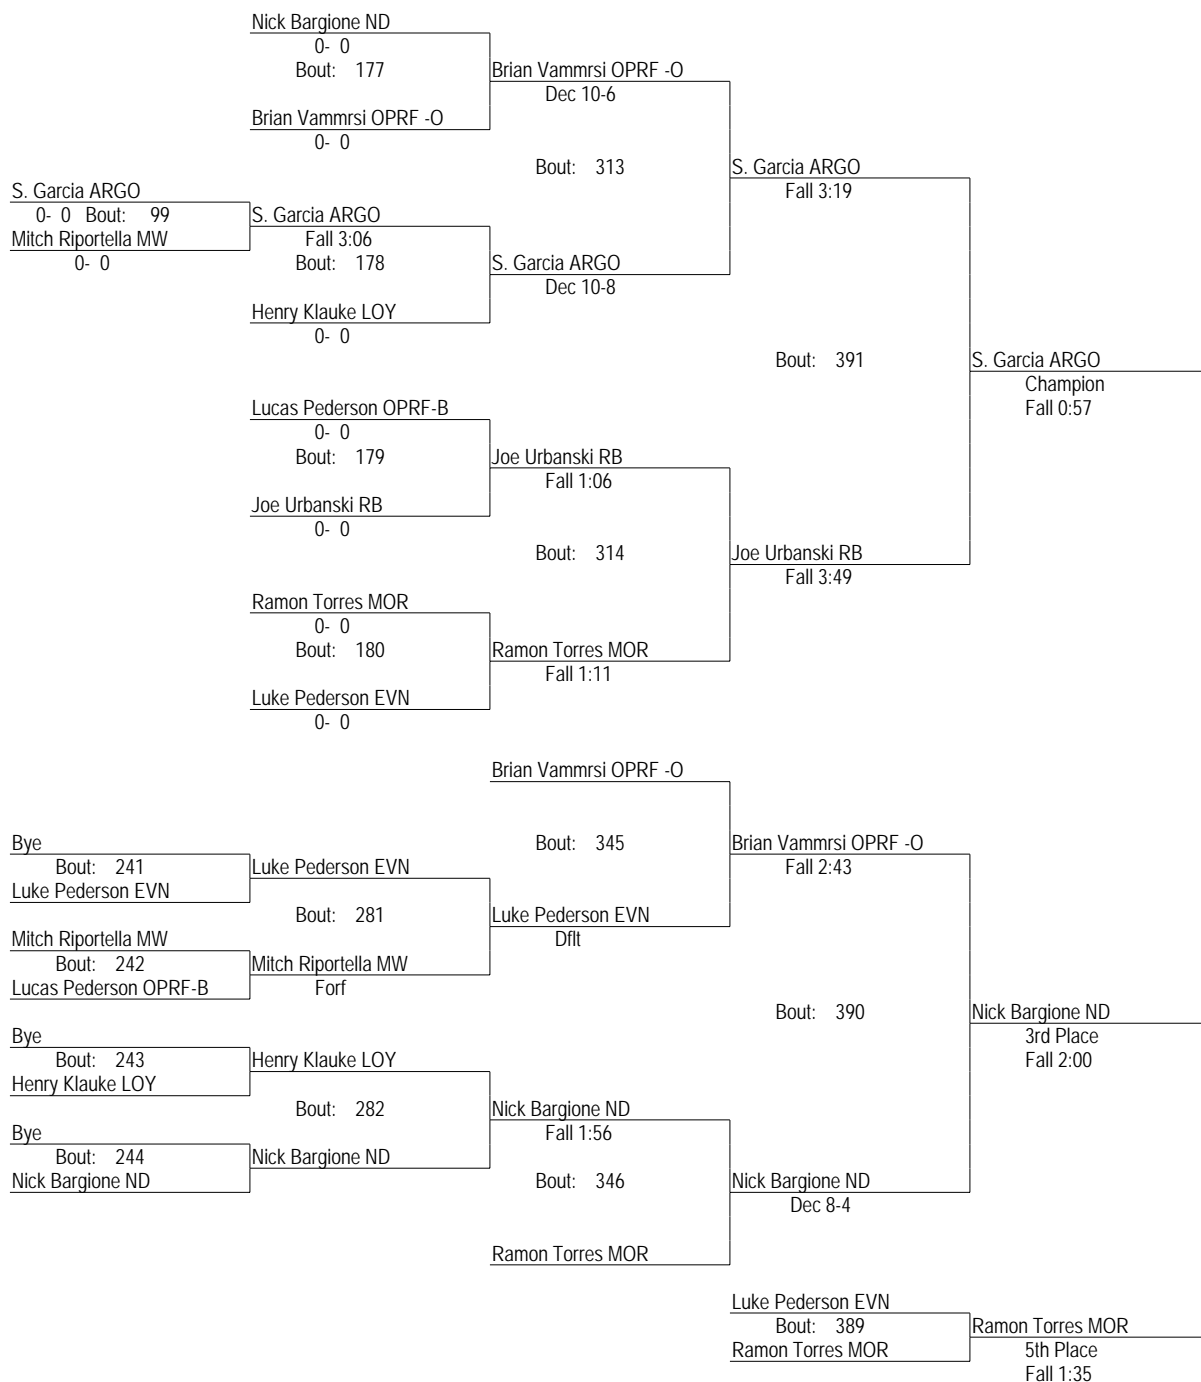 Nick Bargione ND
0- 0
Bout: 177
Brian Vammrsi OPRF -O
Dec 10-6
Brian Vammrsi OPRF -O
0- 0
Bout: 313
S. Garcia ARGO
Fall 3:19
S. Garcia ARGO
0- 0 Bout: 99
Mitch Riportella MW
0- 0
S. Garcia ARGO
Fall 3:06
Bout: 178
S. Garcia ARGO
Dec 10-8
Henry Klauke LOY
0- 0
Bout: 391
S. Garcia ARGO
Champion
Fall 0:57
Lucas Pederson OPRF-B
0- 0
Bout: 179
Joe Urbanski RB
Fall 1:06
Joe Urbanski RB
0- 0
Bout: 314
Joe Urbanski RB
Fall 3:49
Ramon Torres MOR
0- 0
Bout: 180
Ramon Torres MOR
Fall 1:11
Luke Pederson EVN
0- 0
Brian Vammrsi OPRF -O
Bout: 345
Brian Vammrsi OPRF -O
Fall 2:43
Bye
Bout: 241
Luke Pederson EVN
Luke Pederson EVN
Bout: 281
Luke Pederson EVN
Dflt
Mitch Riportella MW
Bout: 242
Lucas Pederson OPRF-B
Mitch Riportella MW
Forf
Bout: 390
Nick Bargione ND
3rd Place
Fall 2:00
Bye
Bout: 243
Henry Klauke LOY
Henry Klauke LOY
Bout: 282
Nick Bargione ND
Fall 1:56
Bye
Bout: 244
Nick Bargione ND
Nick Bargione ND
Bout: 346
Nick Bargione ND
Dec 8-4
Ramon Torres MOR
Luke Pederson EVN
Bout: 389
Ramon Torres MOR
Ramon Torres MOR
5th Place
Fall 1:35